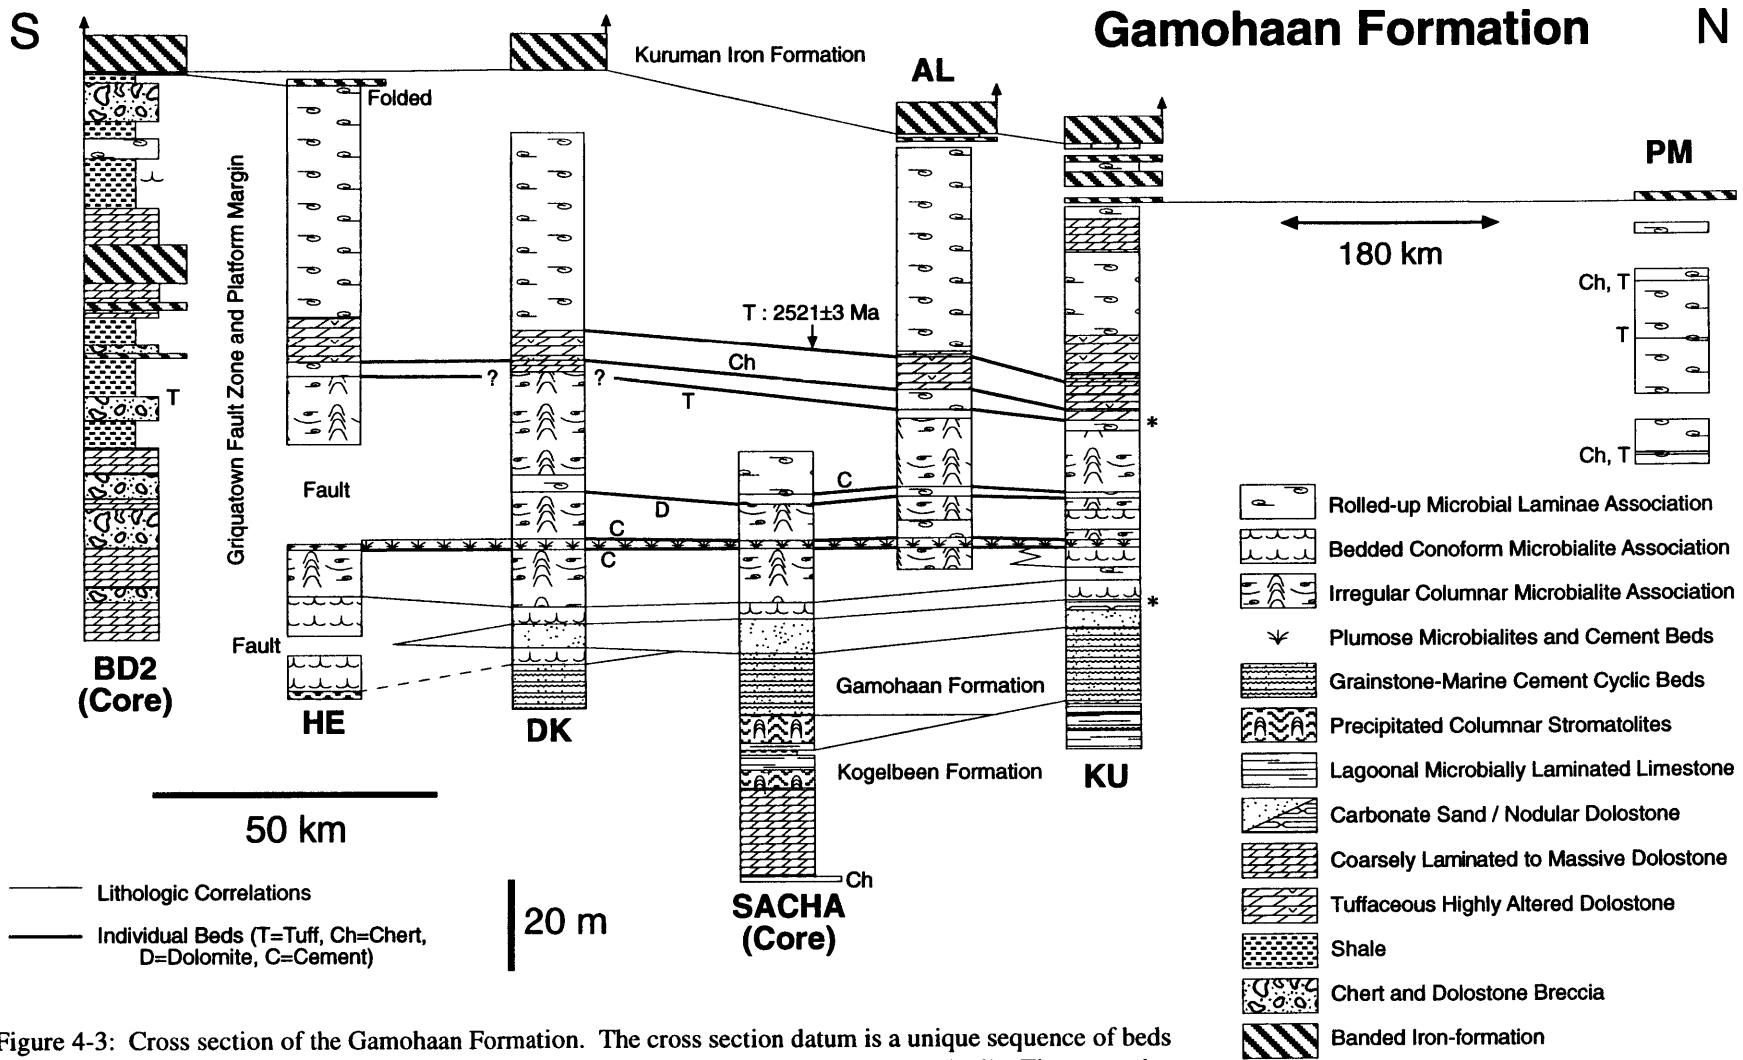 S
Gamohaan Formation
N
Kuruman Iron Formation
AL
Folded
PM
Griquatown Fault Zone and Platform Margin
180 km
Ch, T
T : 2521±3 Ma
T
Ch
?
?
T
T
*
Ch, T
C
Fault
D
C
C
*
Fault
BD2
(Core)
HE
DK
Gamohaan Formation
Kogelbeen Formation
KU
50 km
Ch
SACHA
(Core)
20 m
Lithologic Correlations
Individual Beds (T=Tuff, Ch=Chert,
D=Dolomite, C=Cement)
Rolled-up Microbial Laminae Association
Bedded Conoform Microbialite Association
Irregular Columnar Microbialite Association
Plumose Microbialites and Cement Beds
Grainstone-Marine Cement Cyclic Beds
Precipitated Columnar Stromatolites
Lagoonal Microbially Laminated Limestone
Carbonate Sand / Nodular Dolostone
Coarsely Laminated to Massive Dolostone
Tuffaceous Highly Altered Dolostone
Shale
Chert and Dolostone Breccia
Banded Iron-formation
Figure 4-3: Cross section of the Gamohaan Formation. The cross section datum is a unique sequence of beds